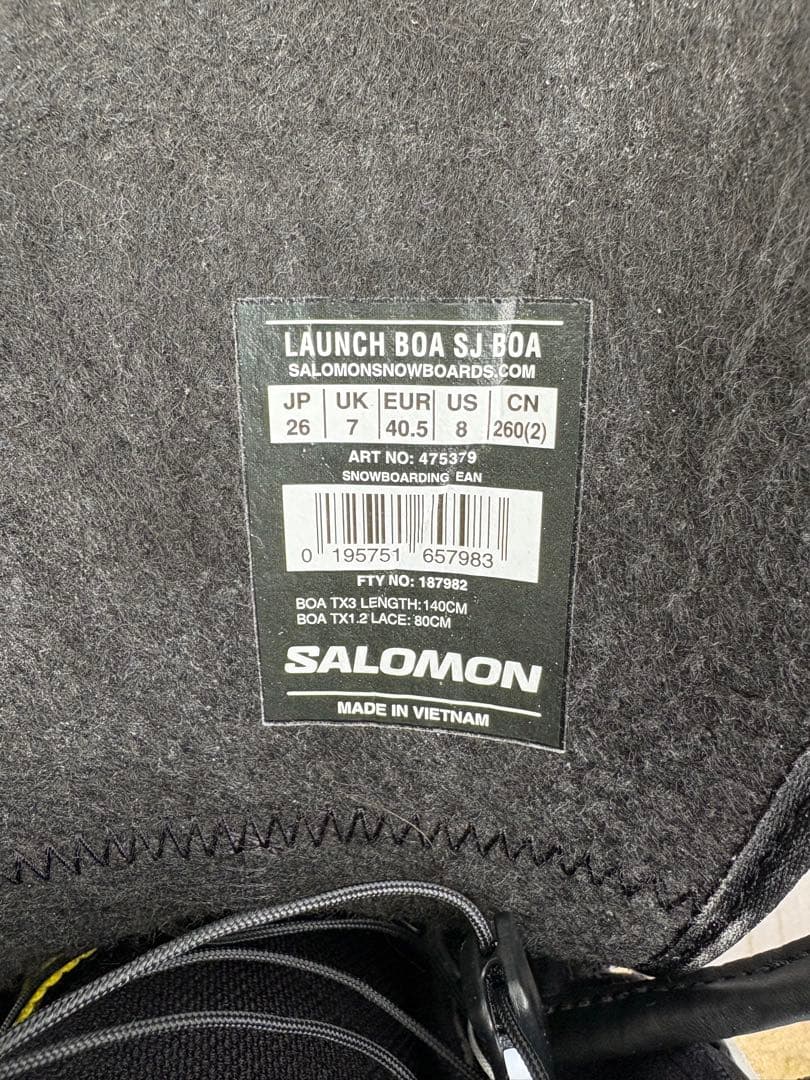 LAUNCH BOA SJ BOA
SALOMONSNOWBOARDS.COM
JP UK EUR US CN
26 7 40.5 8 260(2)
ART NO: 475379
SNOWBOARDING EAN
0 195751 657983
FTY NO: 187982
BOA TX3 LENGTH:140CM
BOA TX1.2 LACE: 80CM
SALOMON
MADE IN VIETNAM